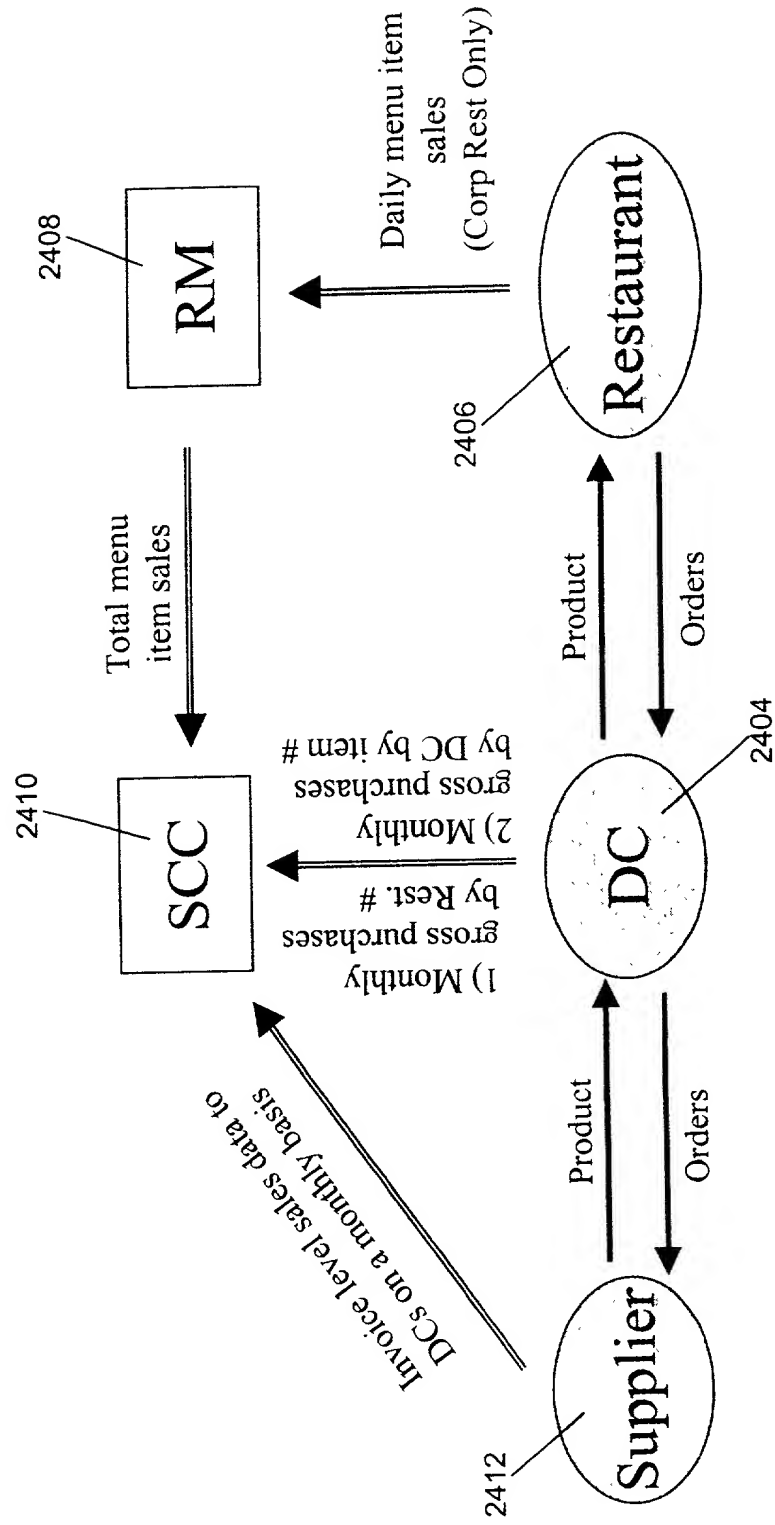 2408
RM
Daily menu item
sales
(Corp Rest Only)
2406
Restaurant
Total menu
item sales
2410
SCC
1) Monthly
gross purchases
by Rest. #
2) Monthly
gross purchases
by DC by item #
Product
Orders
DC
2404
Invoice level sales data to
DCs on a monthly basis
Product
Orders
Supplier
2412